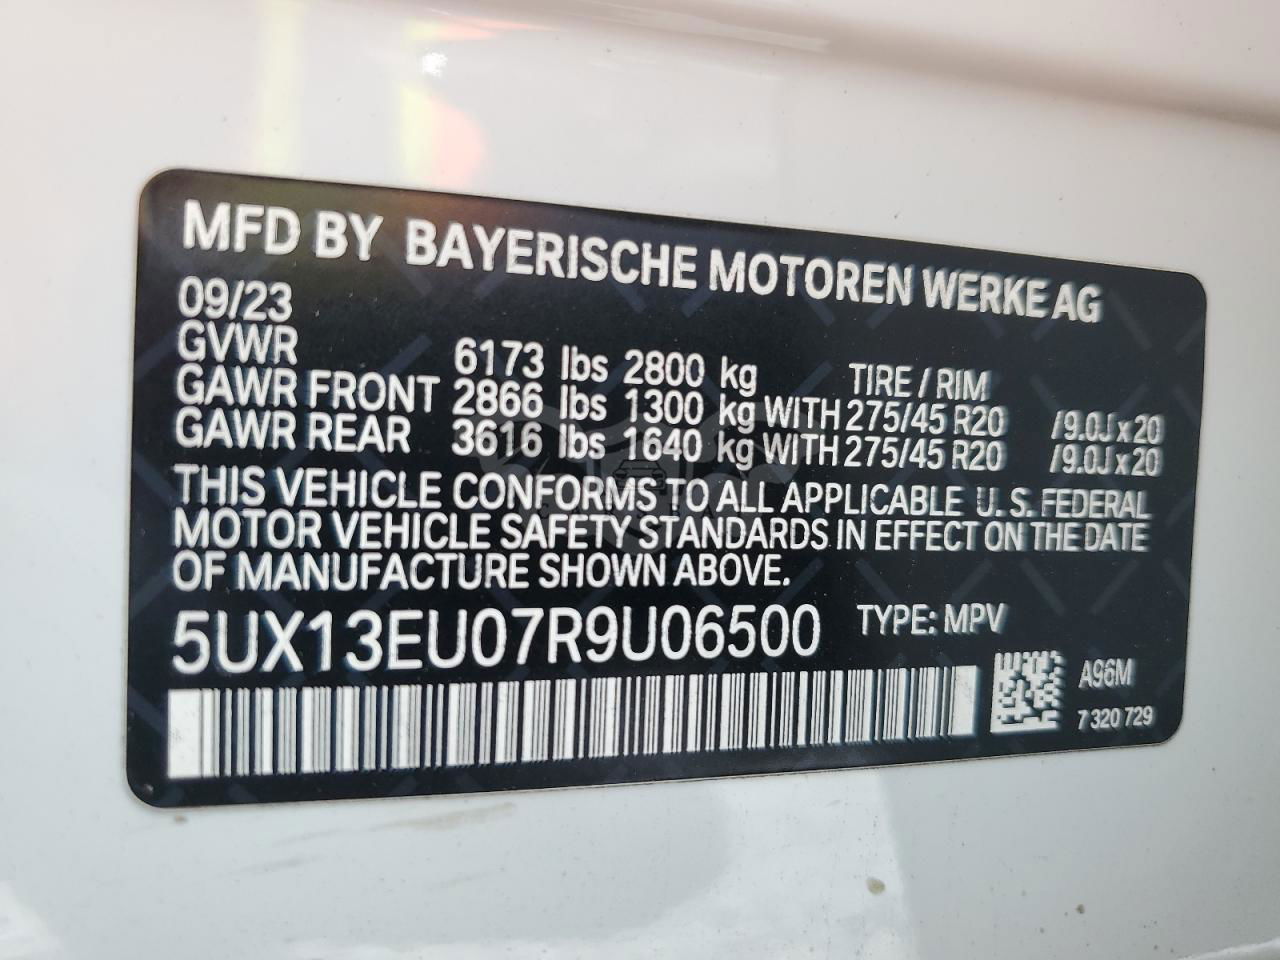 MFD BY BAYERISCHE MOTOREN WERKE AG
09/23
GVWR 6173 lbs 2800 kg TIRE / RIM
GAWR FRONT 2866 lbs 1300 kg WITH 275/45 R20 /9.0J x 20
GAWR REAR 3616 lbs 1640 kg WITH 275/45 R20 /9.0J x 20
THIS VEHICLE CONFORMS TO ALL APPLICABLE U.S. FEDERAL
MOTOR VEHICLE SAFETY STANDARDS IN EFFECT ON THE DATE
OF MANUFACTURE SHOWN ABOVE.
5UX13EU07R9U06500 TYPE: MPV
A96M
7 320 729